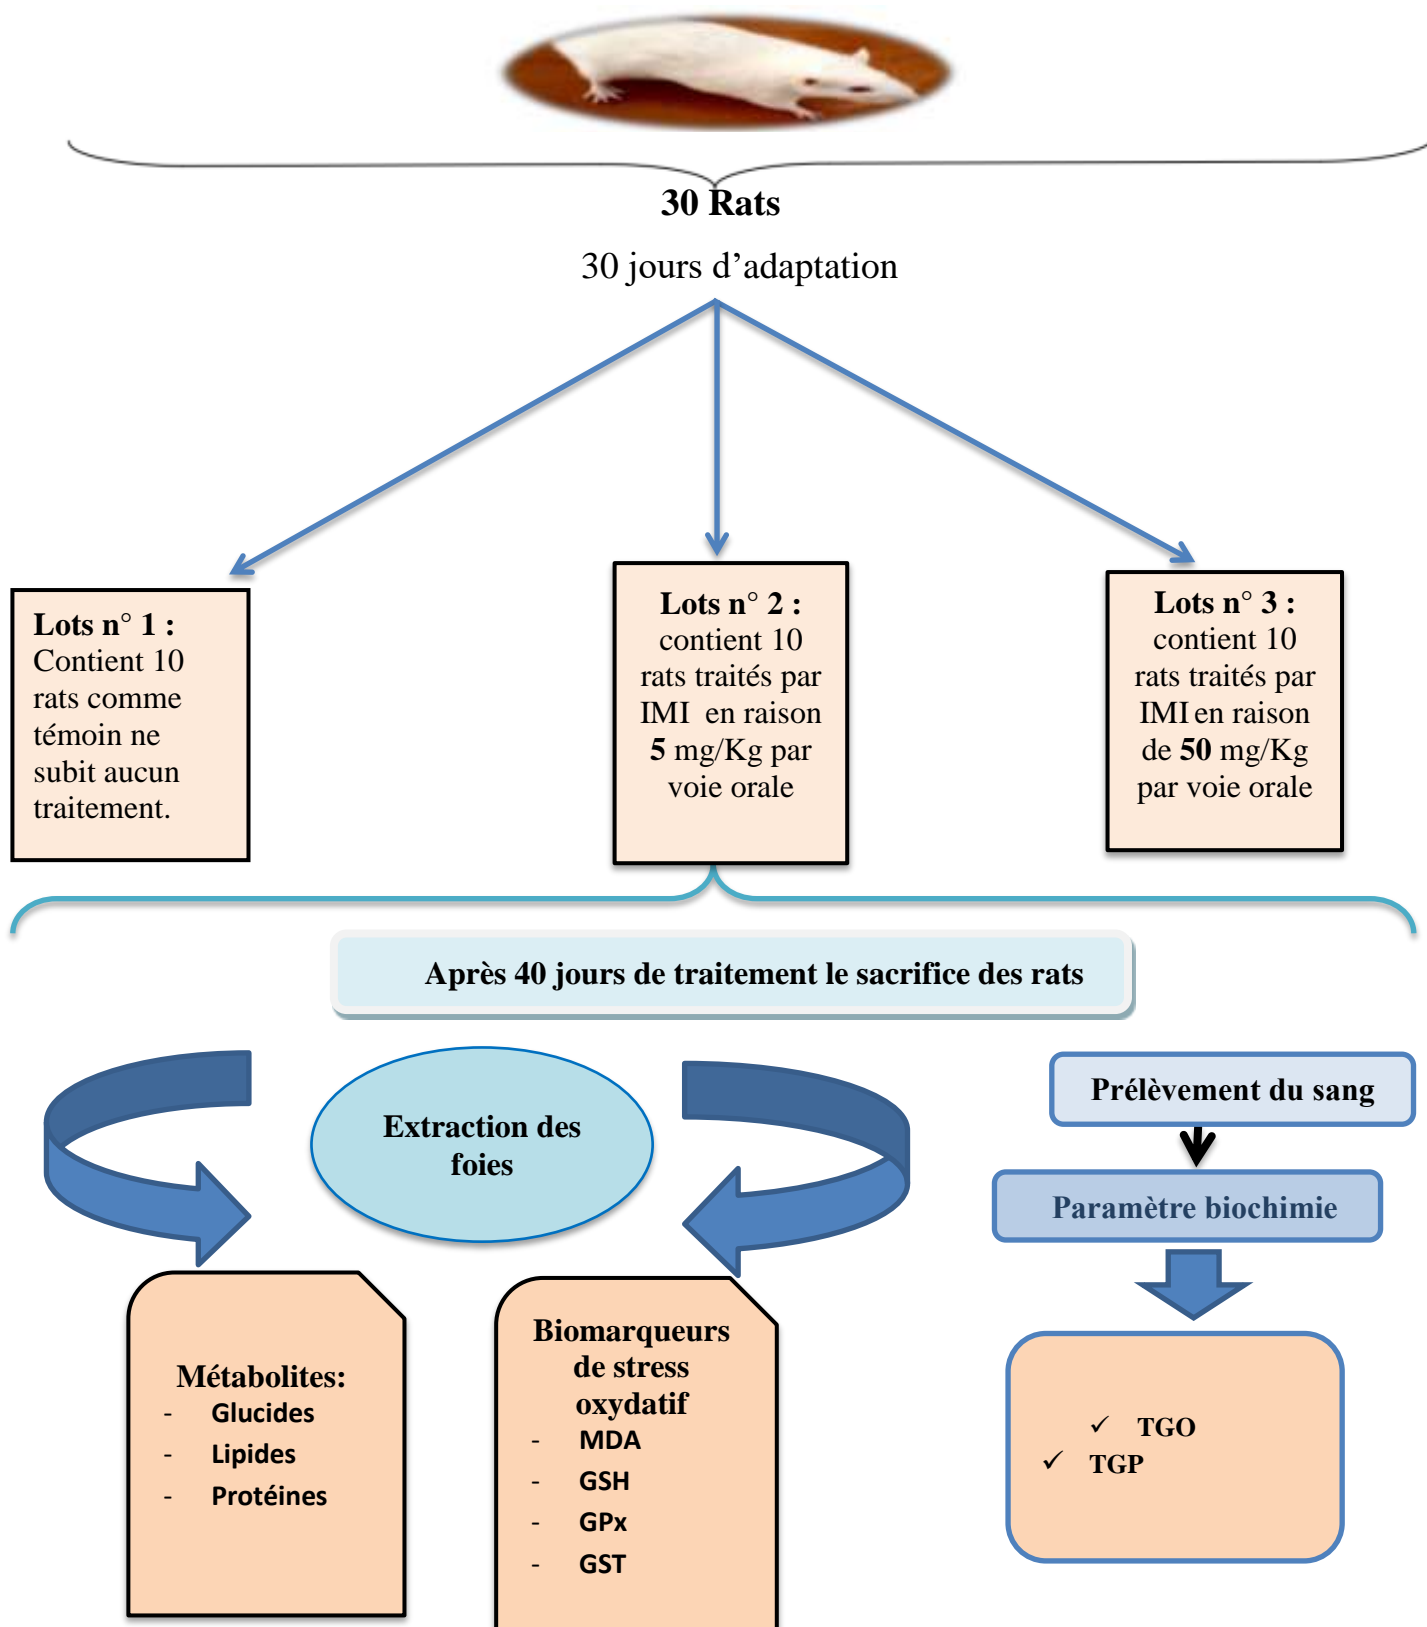 30 Rats
30 jours d’adaptation
Lots n° 1 :
Contient 10
rats comme
témoin ne
subit aucun
traitement.
Lots n° 2 :
contient 10
rats traités par
IMI en raison
5 mg/Kg par
voie orale
Lots n° 3 :
contient 10
rats traités par
IMI en raison
de 50 mg/Kg
par voie orale
Après 40 jours de traitement le sacrifice des rats
Extraction des
foies
Métabolites:
- Glucides
- Lipides
- Protéines
Biomarqueurs
de stress
oxydatif
- MDA
- GSH
- GPx
- GST
Prélèvement du sang
Paramètre biochimie
✓ TGO
✓ TGP